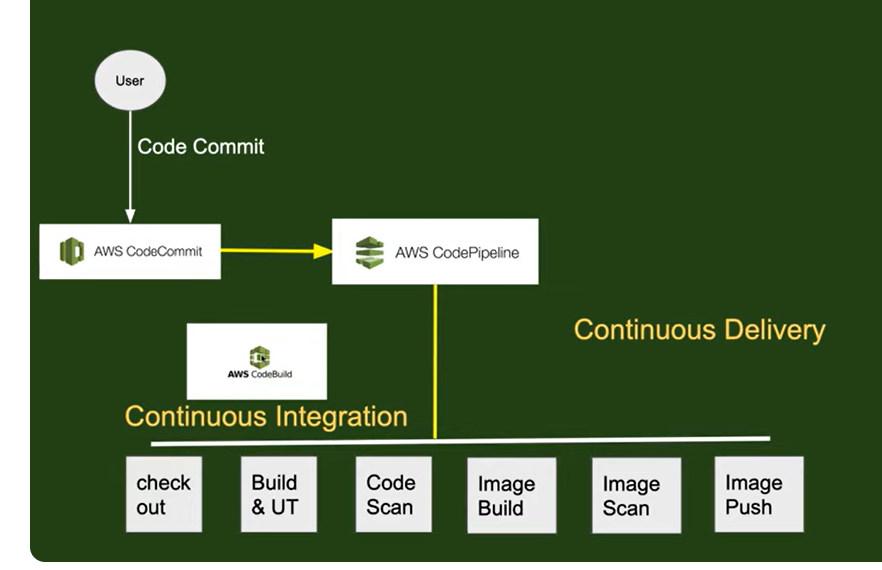 User
Code Commit
AWS CodeCommit
AWS CodePipeline
Continuous Delivery
AWS CodeBuild
Continuous Integration
check
out
Build
& UT
Code
Scan
Image
Build
Image
Scan
Image
Push